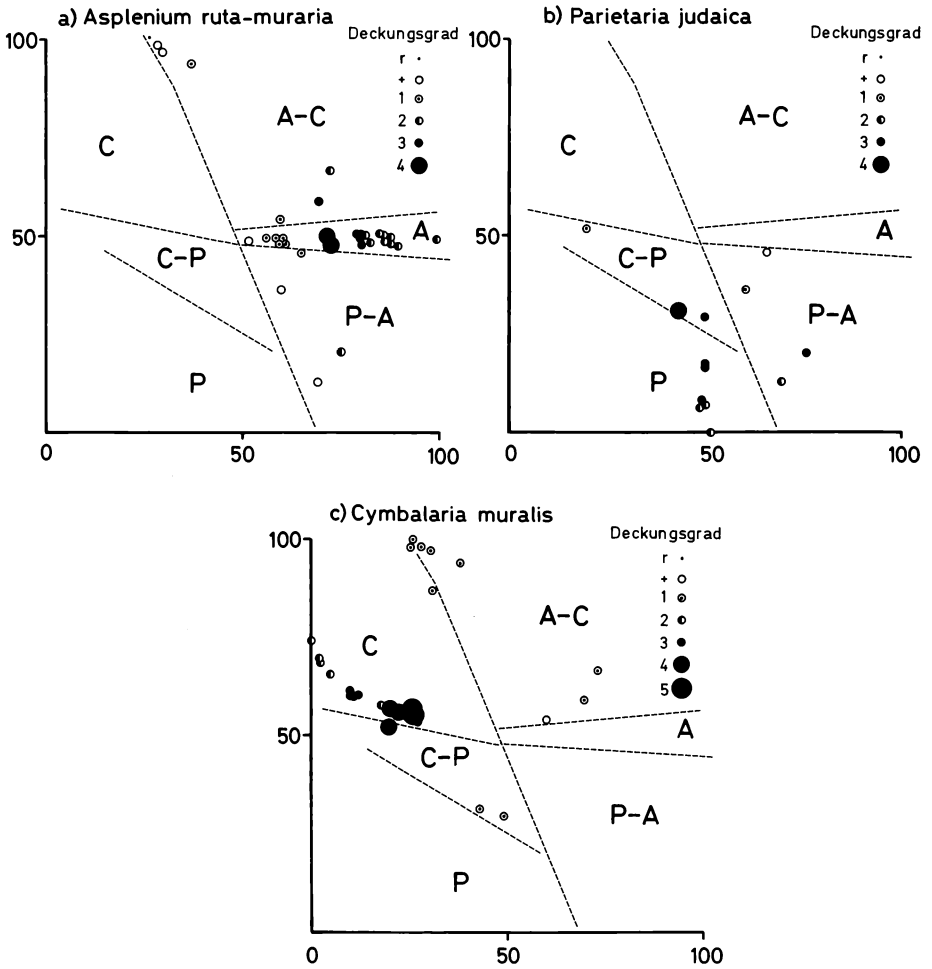 a) Asplenium ruta-muraria
Deckungsgrad
r
+
1
2
3
4
100
50
0
50
100
C
A-C
A
C-P
P-A
P
b) Parietaria judaica
Deckungsgrad
r
+
1
2
3
4
100
50
0
50
100
C
A-C
A
C-P
P-A
P
c) Cymbalaria muralis
Deckungsgrad
r
+
1
2
3
4
5
100
50
0
50
100
C
A-C
A
C-P
P-A
P